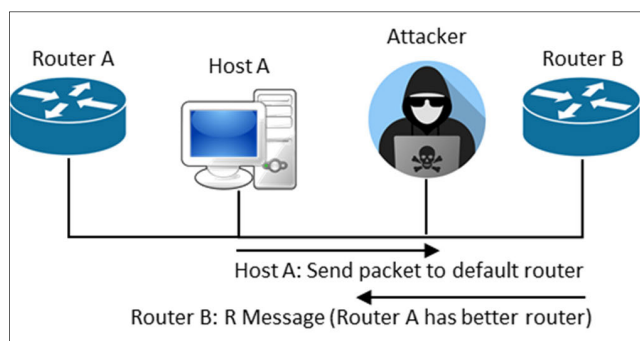 Router A
Host A
Attacker
Router B
Host A: Send packet to default router
Router B: R Message (Router A has better router)